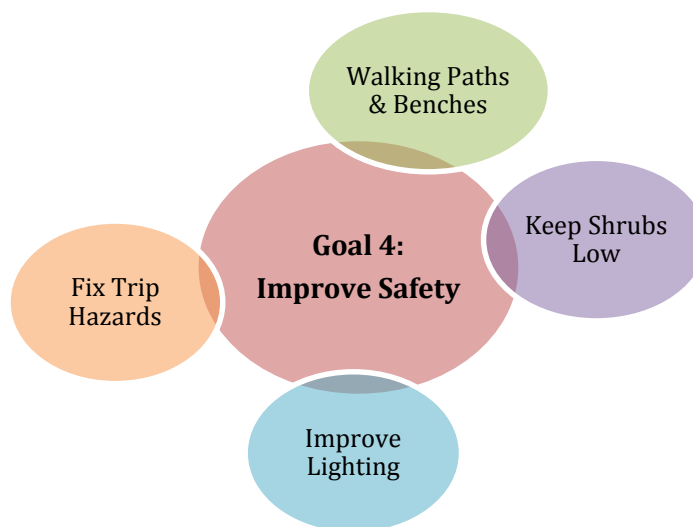 Walking Paths
& Benches
Goal 4:
Improve Safety
Keep Shrubs
Low
Fix Trip
Hazards
Improve
Lighting